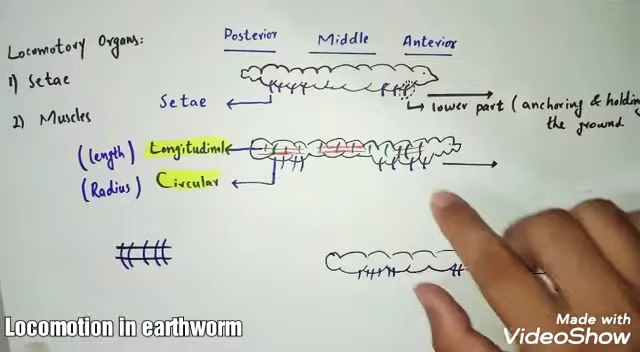 Locomotory Organs:
Posterior Middle Anterior
1) Setae
Setae
lower part (anchoring & holding
the ground
2) Muscles
(length) Longitudinal
(Radius) Circular
Locomotion in earthworm
Made with
VideoShow